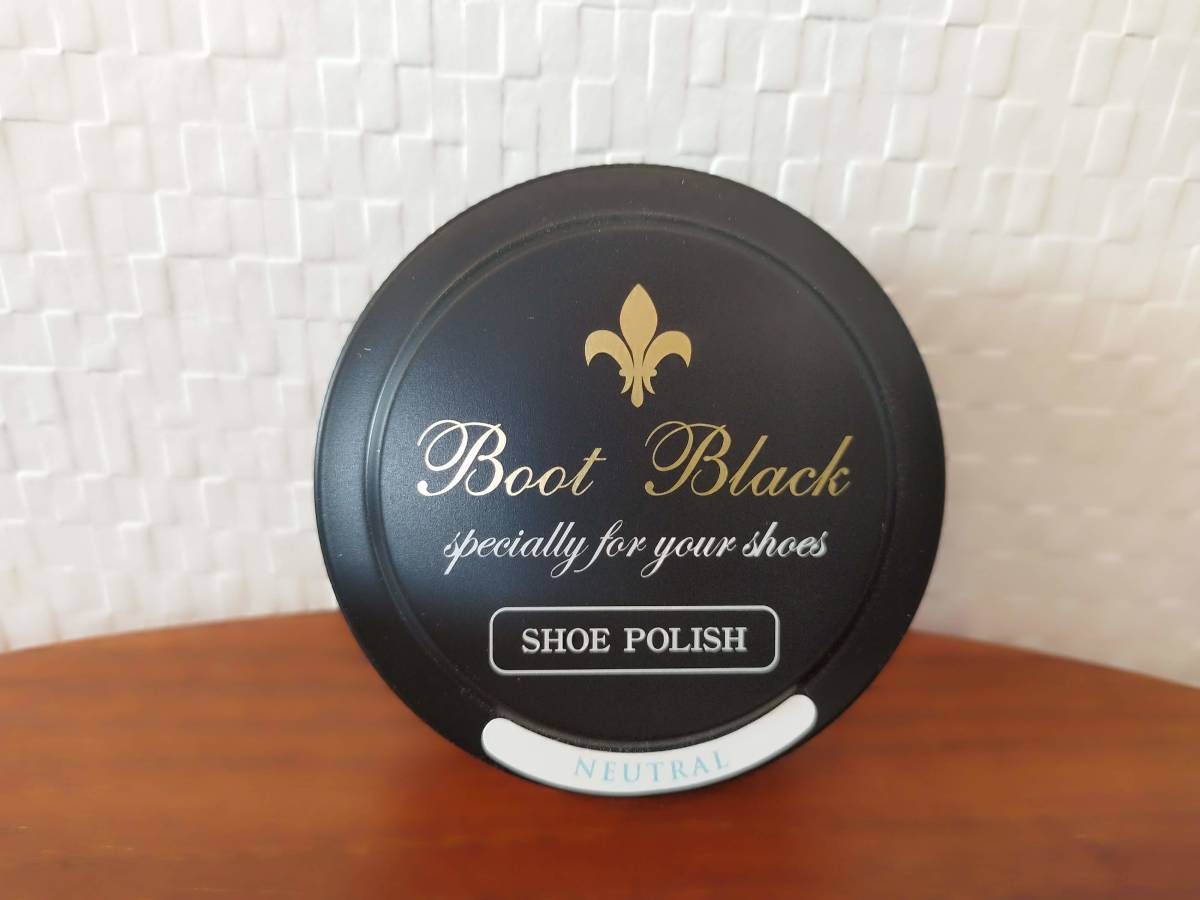 Boot Black
specially for your shoes
SHOE POLISH
NEUTRAL